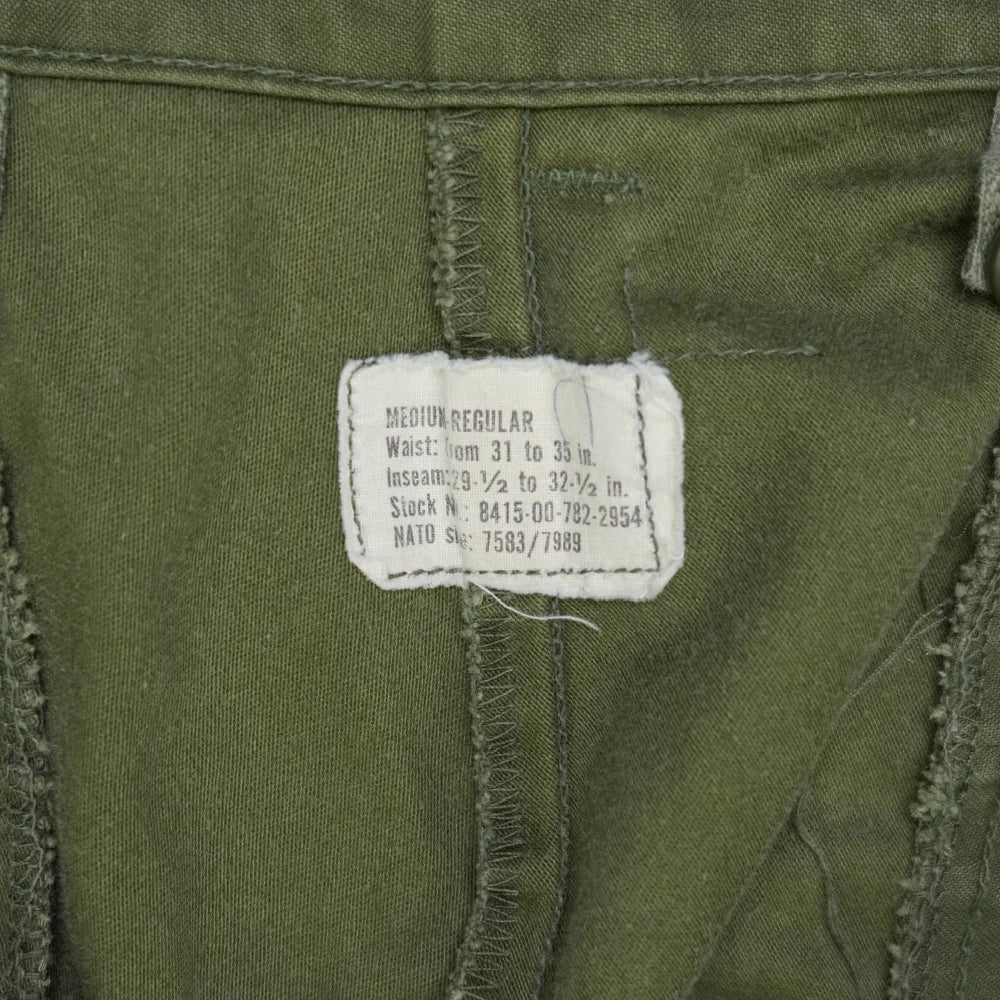 MEDIUM-REGULAR
Waist: from 31 to 35 in.
Inseam: 29-½ to 32-½ in.
Stock N.: 8415-00-782-2954
NATO size: 7583/7989